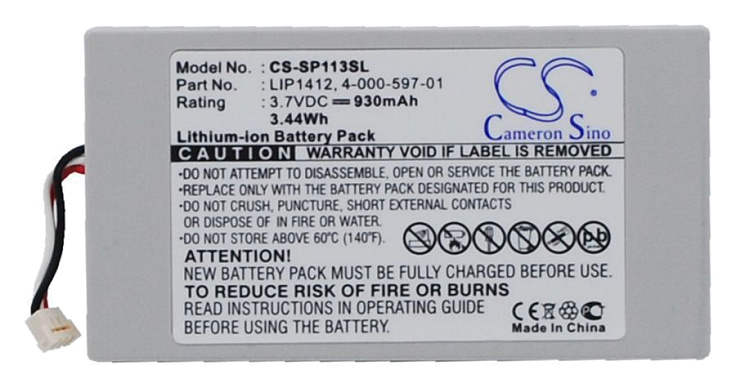 Model No. : CS-SP113SL
Part No. : LIP1412, 4-000-597-01
Rating : 3.7VDC ⎓ 930mAh
3.44Wh
Lithium-ion Battery Pack
CS
Cameron Sino
CAUTION WARRANTY VOID IF LABEL IS REMOVED
•DO NOT ATTEMPT TO DISASSEMBLE, OPEN OR SERVICE THE BATTERY PACK.
•REPLACE ONLY WITH THE BATTERY PACK DESIGNATED FOR THIS PRODUCT.
•DO NOT CRUSH, PUNCTURE, SHORT EXTERNAL CONTACTS
OR DISPOSE OF IN FIRE OR WATER.
•DO NOT STORE ABOVE 60°C (140°F).
Pb
ATTENTION!
NEW BATTERY PACK MUST BE FULLY CHARGED BEFORE USE.
TO REDUCE RISK OF FIRE OR BURNS
READ INSTRUCTIONS IN OPERATING GUIDE.
CE
Made In China